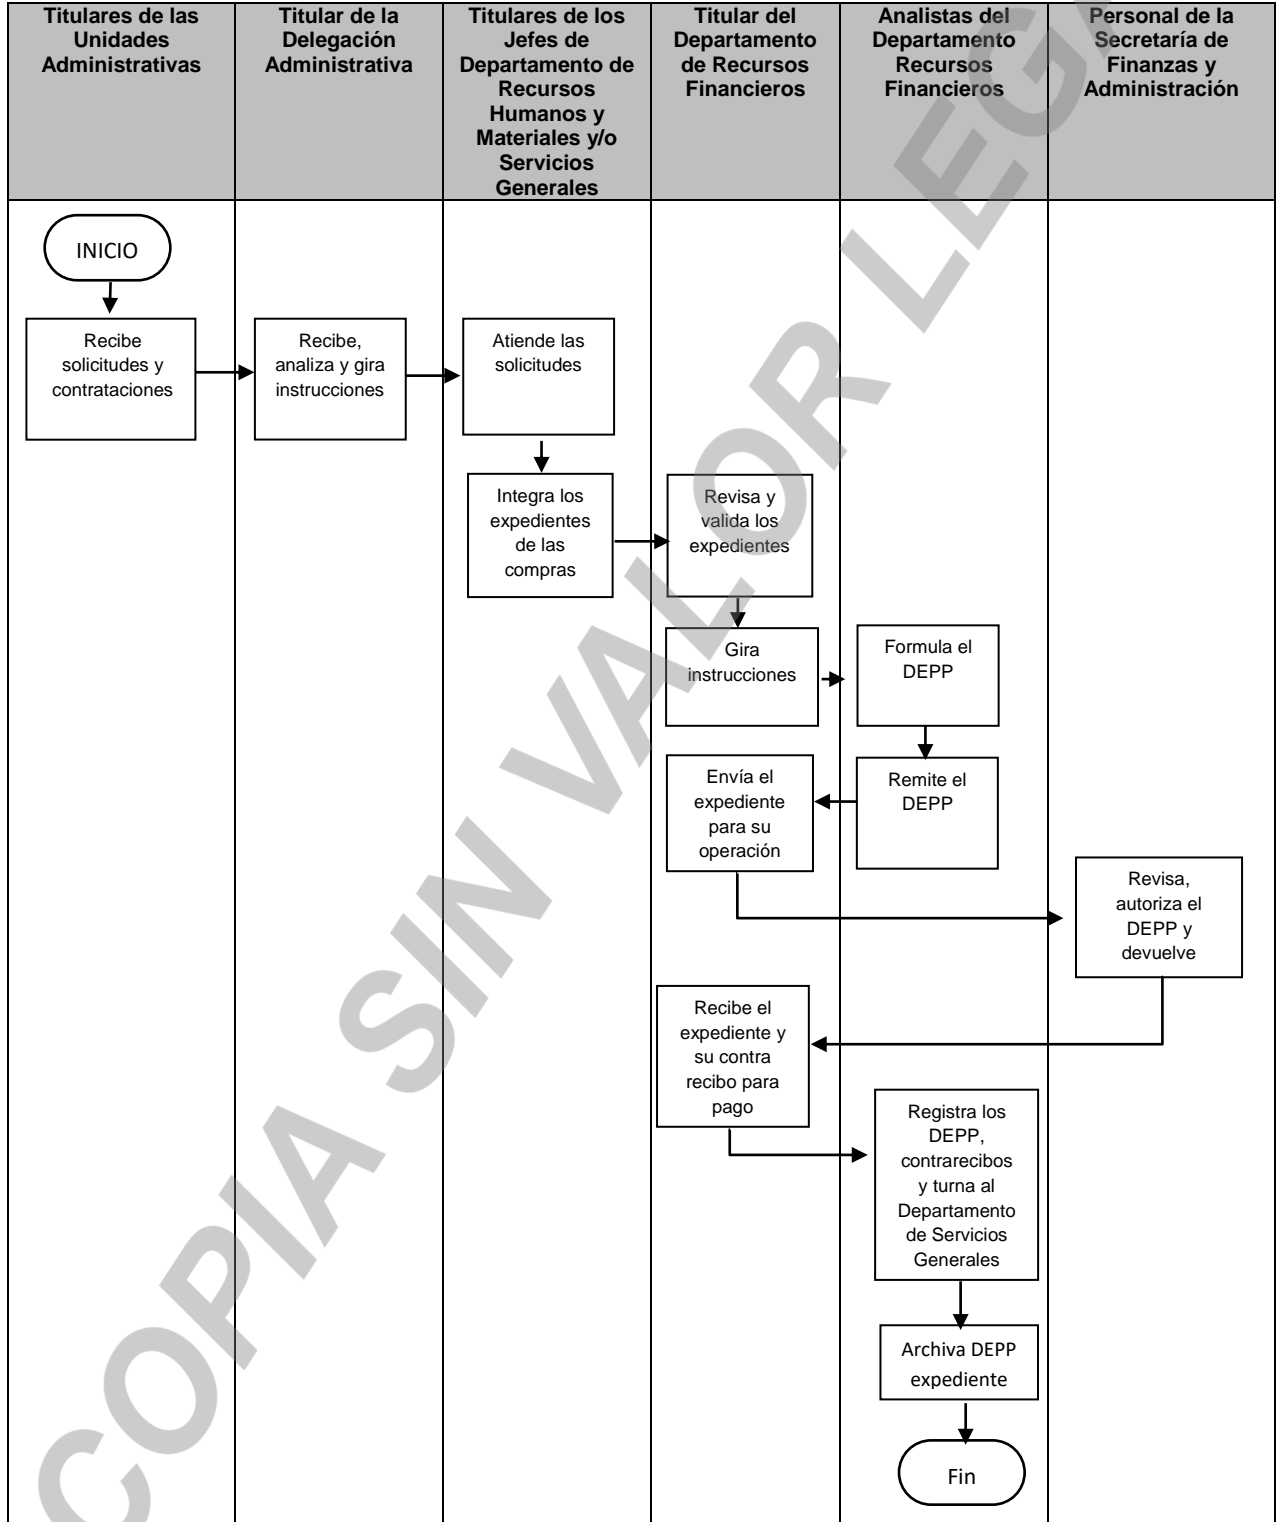 Titulares de las
Unidades
Administrativas
Titular de la
Delegación
Administrativa
Titulares de los
Jefes de
Departamento de
Recursos
Humanos y
Materiales y/o
Servicios
Generales
Titular del
Departamento
de Recursos
Financieros
Analistas del
Departamento
Recursos
Financieros
Personal de la
Secretaría de
Finanzas y
Administración
INICIO
Recibe
solicitudes y
contrataciones
Recibe,
analiza y gira
instrucciones
Atiende las
solicitudes
Integra los
expedientes
de las
compras
Revisa y
valida los
expedientes
Gira
instrucciones
Formula el
DEPP
Remite el
DEPP
Envía el
expediente
para su
operación
Revisa,
autoriza el
DEPP y
devuelve
Recibe el
expediente y
su contra
recibo para
pago
Registra los
DEPP,
contrarecibos
y turna al
Departamento
de Servicios
Generales
Archiva DEPP
expediente
Fin
COPIA SIN VALOR LEGA